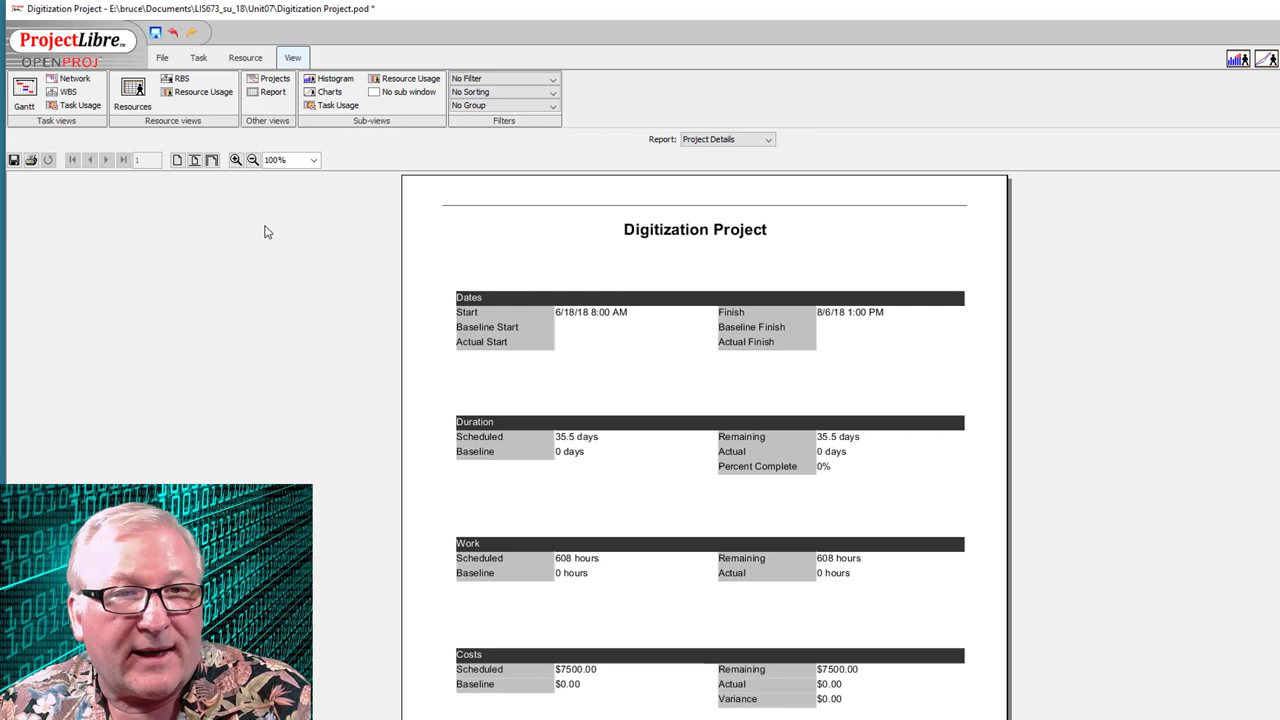 Digitization Project - E:\bruce\Documents\LIS673_su_18\Unit07\Digitization Project.pod *
ProjectLibre™
OPENPROJ
File Task Resource View
Gantt
Network
WBS
Task Usage
Task views
Resources
RBS
Resource Usage
Resource views
Projects
Report
Other views
Histogram
Charts
Task Usage
Resource Usage
No sub window
Sub-views
No Filter
No Sorting
No Group
Filters
Report: Project Details
1
100%
Digitization Project
Dates
Start 6/18/18 8:00 AM Finish 8/6/18 1:00 PM
Baseline Start Baseline Finish
Actual Start Actual Finish
Duration
Scheduled 35.5 days Remaining 35.5 days
Baseline 0 days Actual 0 days
Percent Complete 0%
Work
Scheduled 608 hours Remaining 608 hours
Baseline 0 hours Actual 0 hours
Costs
Scheduled $7500.00 Remaining $7500.00
Baseline $0.00 Actual $0.00
Variance $0.00